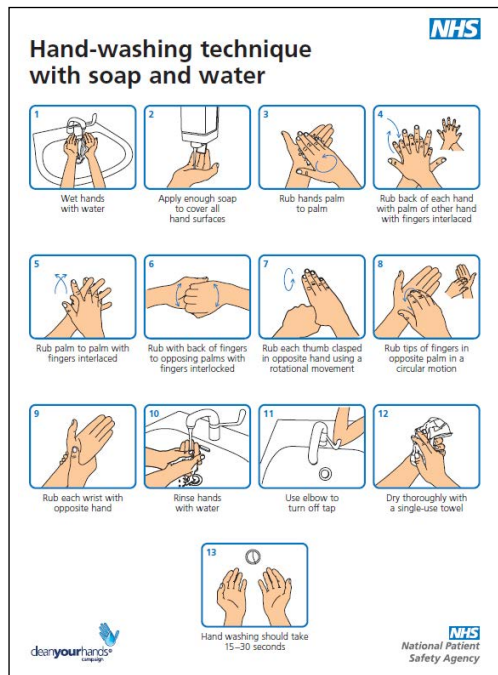 NHS
Hand-washing technique
with soap and water
1
Wet hands
with water
2
Apply enough soap
to cover all
hand surfaces
3
Rub hands palm
to palm
4
Rub back of each hand
with palm of other hand
with fingers interlaced
5
Rub palm to palm with
fingers interlaced
6
Rub with back of fingers
to opposing palms with
fingers interlocked
7
Rub each thumb clasped
in opposite hand using a
rotational movement
8
Rub tips of fingers in
opposite palm in a
circular motion
9
Rub each wrist with
opposite hand
10
Rinse hands
with water
11
Use elbow to
turn off tap
12
Dry thoroughly with
a single-use towel
13
Hand washing should take
15–30 seconds
cleanyourhands®
campaign
NHS
National Patient
Safety Agency